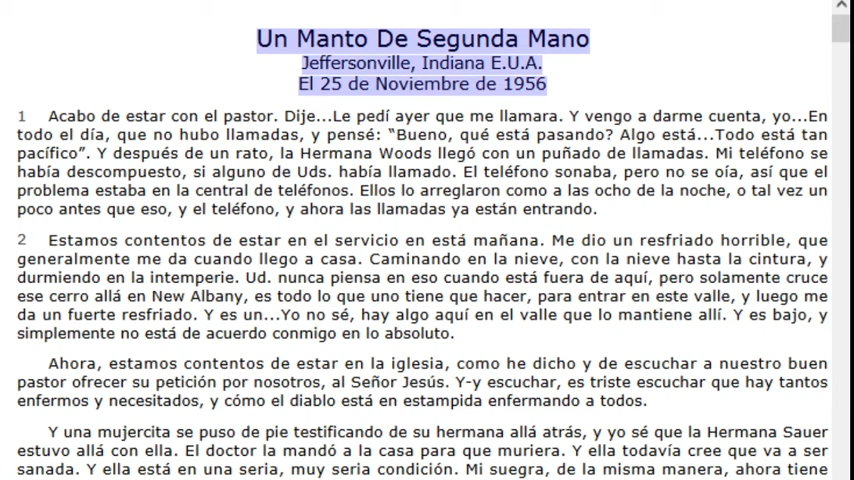 Un Manto De Segunda Mano
Jeffersonville, Indiana E.U.A.
El 25 de Noviembre de 1956
1 Acabo de estar con el pastor. Dije...Le pedí ayer que me llamara. Y vengo a darme cuenta, yo...En
todo el día, que no hubo llamadas, y pensé: “Bueno, qué está pasando? Algo está...Todo está tan
pacífico”. Y después de un rato, la Hermana Woods llegó con un puñado de llamadas. Mi teléfono se
había descompuesto, si alguno de Uds. había llamado. El teléfono sonaba, pero no se oía, así que el
problema estaba en la central de teléfonos. Ellos lo arreglaron como a las ocho de la noche, o tal vez un
poco antes que eso, y el teléfono, y ahora las llamadas ya están entrando.
2 Estamos contentos de estar en el servicio en está mañana. Me dio un resfriado horrible, que
generalmente me da cuando llego a casa. Caminando en la nieve, con la nieve hasta la cintura, y
durmiendo en la intemperie. Ud. nunca piensa en eso cuando está fuera de aquí, pero solamente cruce
ese cerro allá en New Albany, es todo lo que uno tiene que hacer, para entrar en este valle, y luego me
da un fuerte resfriado. Y es un...Yo no sé, hay algo aquí en el valle que lo mantiene allí. Y es bajo, y
simplemente no está de acuerdo conmigo en lo absoluto.
Ahora, estamos contentos de estar en la iglesia, como he dicho y de escuchar a nuestro buen
pastor ofrecer su petición por nosotros, al Señor Jesús. Y-y escuchar, es triste escuchar que hay tantos
enfermos y necesitados, y cómo el diablo está en estampida enfermando a todos.
Y una mujercita se puso de pie testificando de su hermana allá atrás, y yo sé que la Hermana Sauer
estuvo allá con ella. El doctor la mandó a la casa para que muriera. Y ella todavía cree que va a ser
sanada. Y ella está en una seria, muy seria condición. Mi suegra, de la misma manera, ahora tiene